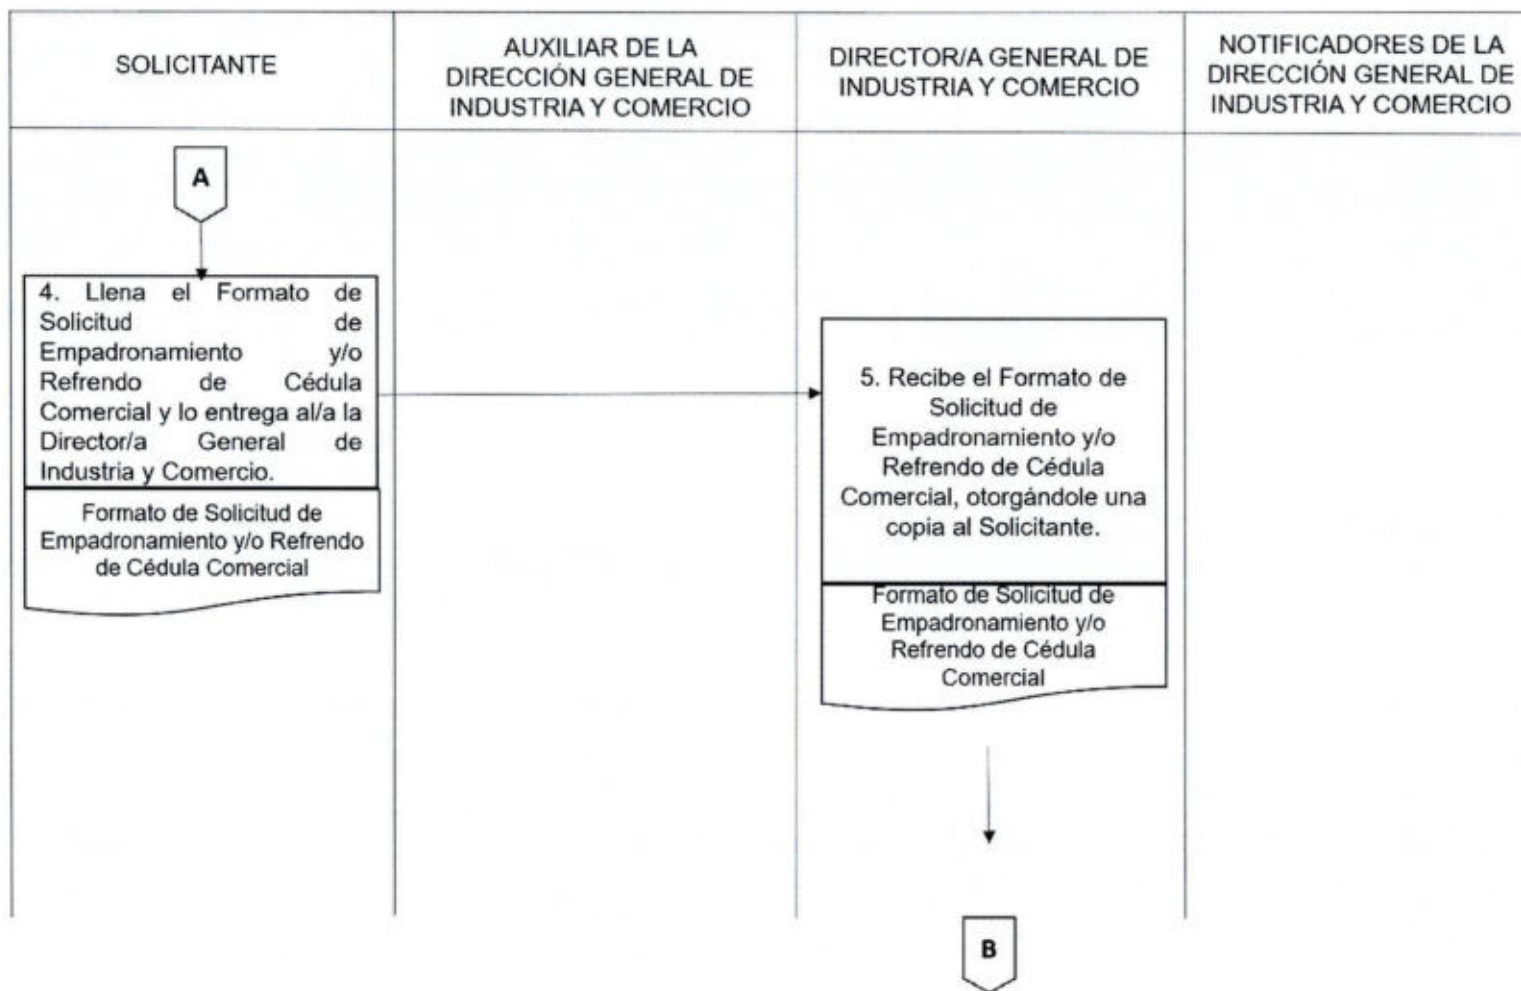 SOLICITANTE
AUXILIAR DE LA
DIRECCIÓN GENERAL DE
INDUSTRIA Y COMERCIO
DIRECTOR/A GENERAL DE
INDUSTRIA Y COMERCIO
NOTIFICADORES DE LA
DIRECCIÓN GENERAL DE
INDUSTRIA Y COMERCIO
A
4. Llena el Formato de
Solicitud de
Empadronamiento y/o
Refrendo de Cédula
Comercial y lo entrega al/a la
Director/a General de
Industria y Comercio.
Formato de Solicitud de
Empadronamiento y/o Refrendo
de Cédula Comercial
5. Recibe el Formato de
Solicitud de
Empadronamiento y/o
Refrendo de Cédula
Comercial, otorgándole una
copia al Solicitante.
Formato de Solicitud de
Empadronamiento y/o
Refrendo de Cédula
Comercial
B